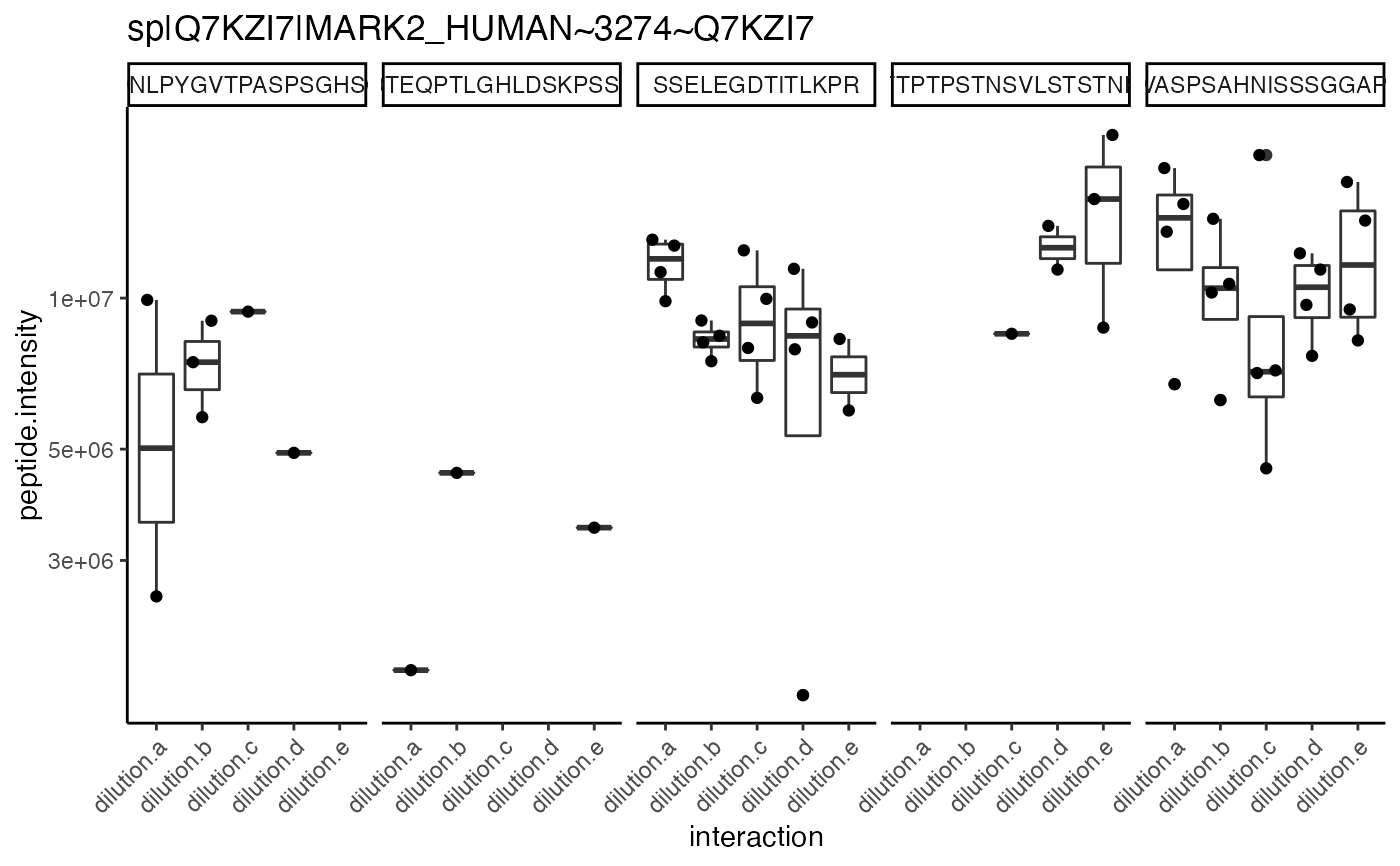 sp|Q7KZI7|MARK2_HUMAN~3274~Q7KZI7
NLPYGVTPASPSGHS TEQPTLGHLDSKPSS SSELEGDTITLKPR TPTPSTNSVLSTSTN VASPSAHNISSSGGAP
peptide.intensity
1e+07
5e+06
3e+06
dilution.a dilution.b dilution.c dilution.d dilution.e dilution.a dilution.b dilution.c dilution.d dilution.e dilution.a dilution.b dilution.c dilution.d dilution.e dilution.a dilution.b dilution.c dilution.d dilution.e dilution.a dilution.b dilution.c dilution.d dilution.e
interaction